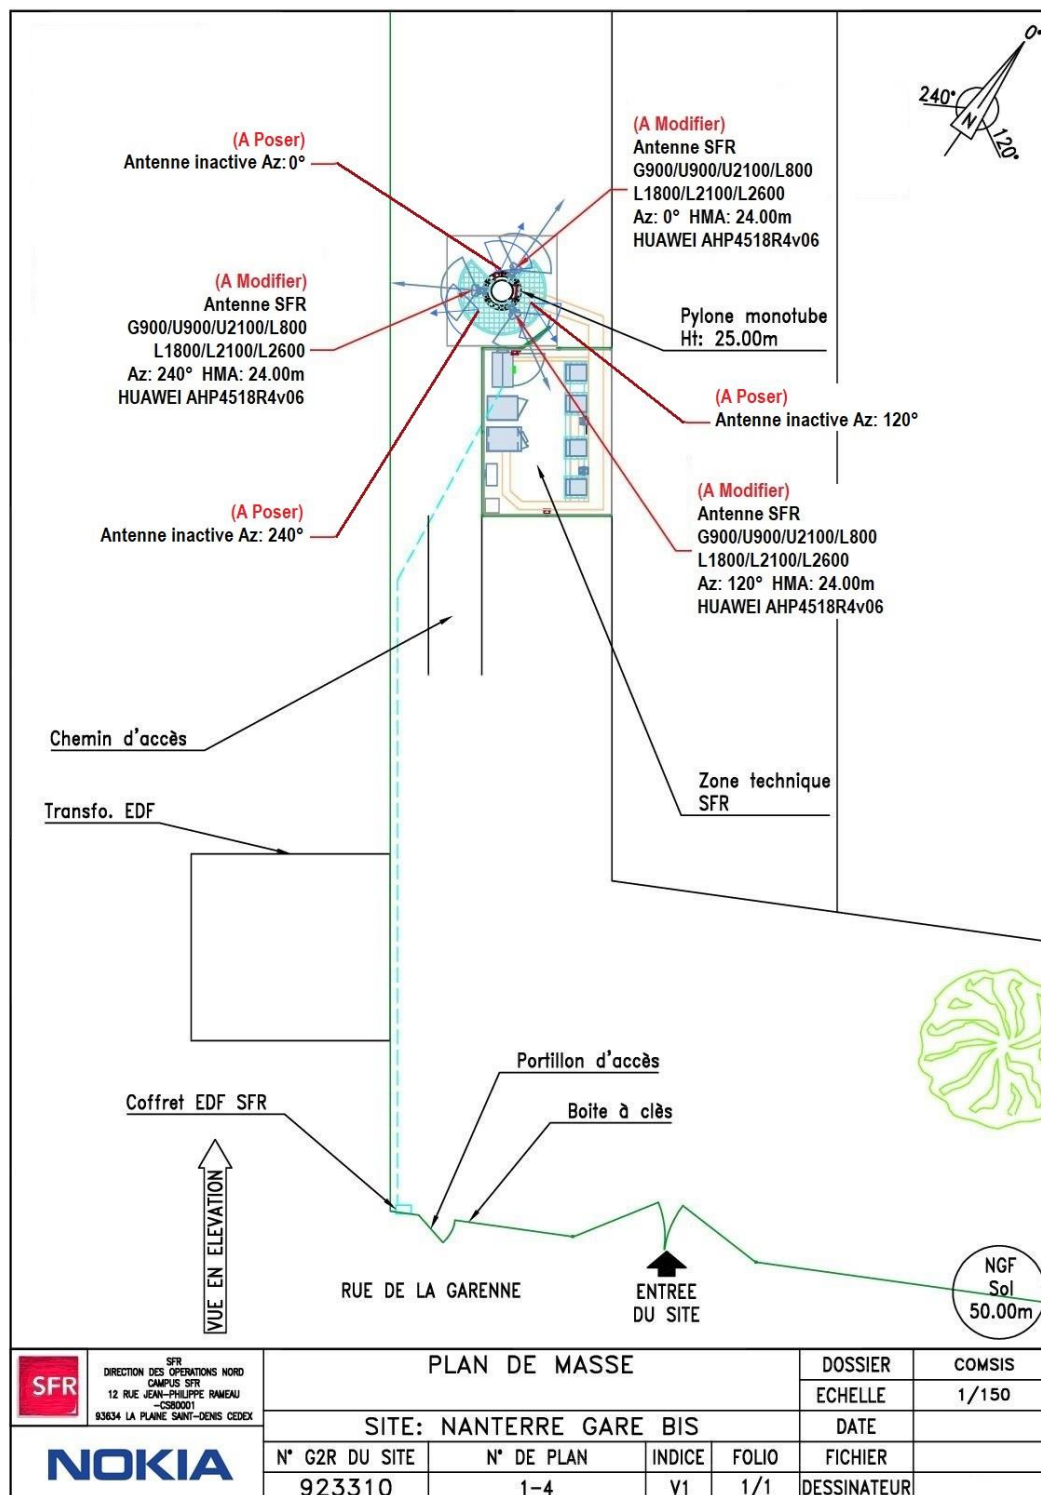 0°
240°
N
120°
(A Poser)
Antenne inactive Az: 0°
(A Modifier)
Antenne SFR
G900/U900/U2100/L800
L1800/L2100/L2600
Az: 0° HMA: 24.00m
HUAWEI AHP4518R4v06
(A Modifier)
Antenne SFR
G900/U900/U2100/L800
L1800/L2100/L2600
Az: 240° HMA: 24.00m
HUAWEI AHP4518R4v06
Pylone monotube
Ht: 25.00m
(A Poser)
Antenne inactive Az: 120°
(A Poser)
Antenne inactive Az: 240°
(A Modifier)
Antenne SFR
G900/U900/U2100/L800
L1800/L2100/L2600
Az: 120° HMA: 24.00m
HUAWEI AHP4518R4v06
Chemin d'accès
Zone technique
SFR
Transfo. EDF
Portillon d'accès
Coffret EDF SFR
Boite à clès
VUE EN ELEVATION
RUE DE LA GARENNE
ENTREE
DU SITE
NGF
Sol
50.00m
SFR
SFR
DIRECTION DES OPERATIONS NORD
CAMPUS SFR
12 RUE JEAN-PHILIPPE RAMEAU
-CS80001
93634 LA PLAINE SAINT-DENIS CEDEX
NOKIA
PLAN DE MASSE
DOSSIER COMSIS
ECHELLE 1/150
SITE: NANTERRE GARE BIS
DATE
N° G2R DU SITE N° DE PLAN INDICE FOLIO FICHIER
923310 1-4 V1 1/1 DESSINATEUR